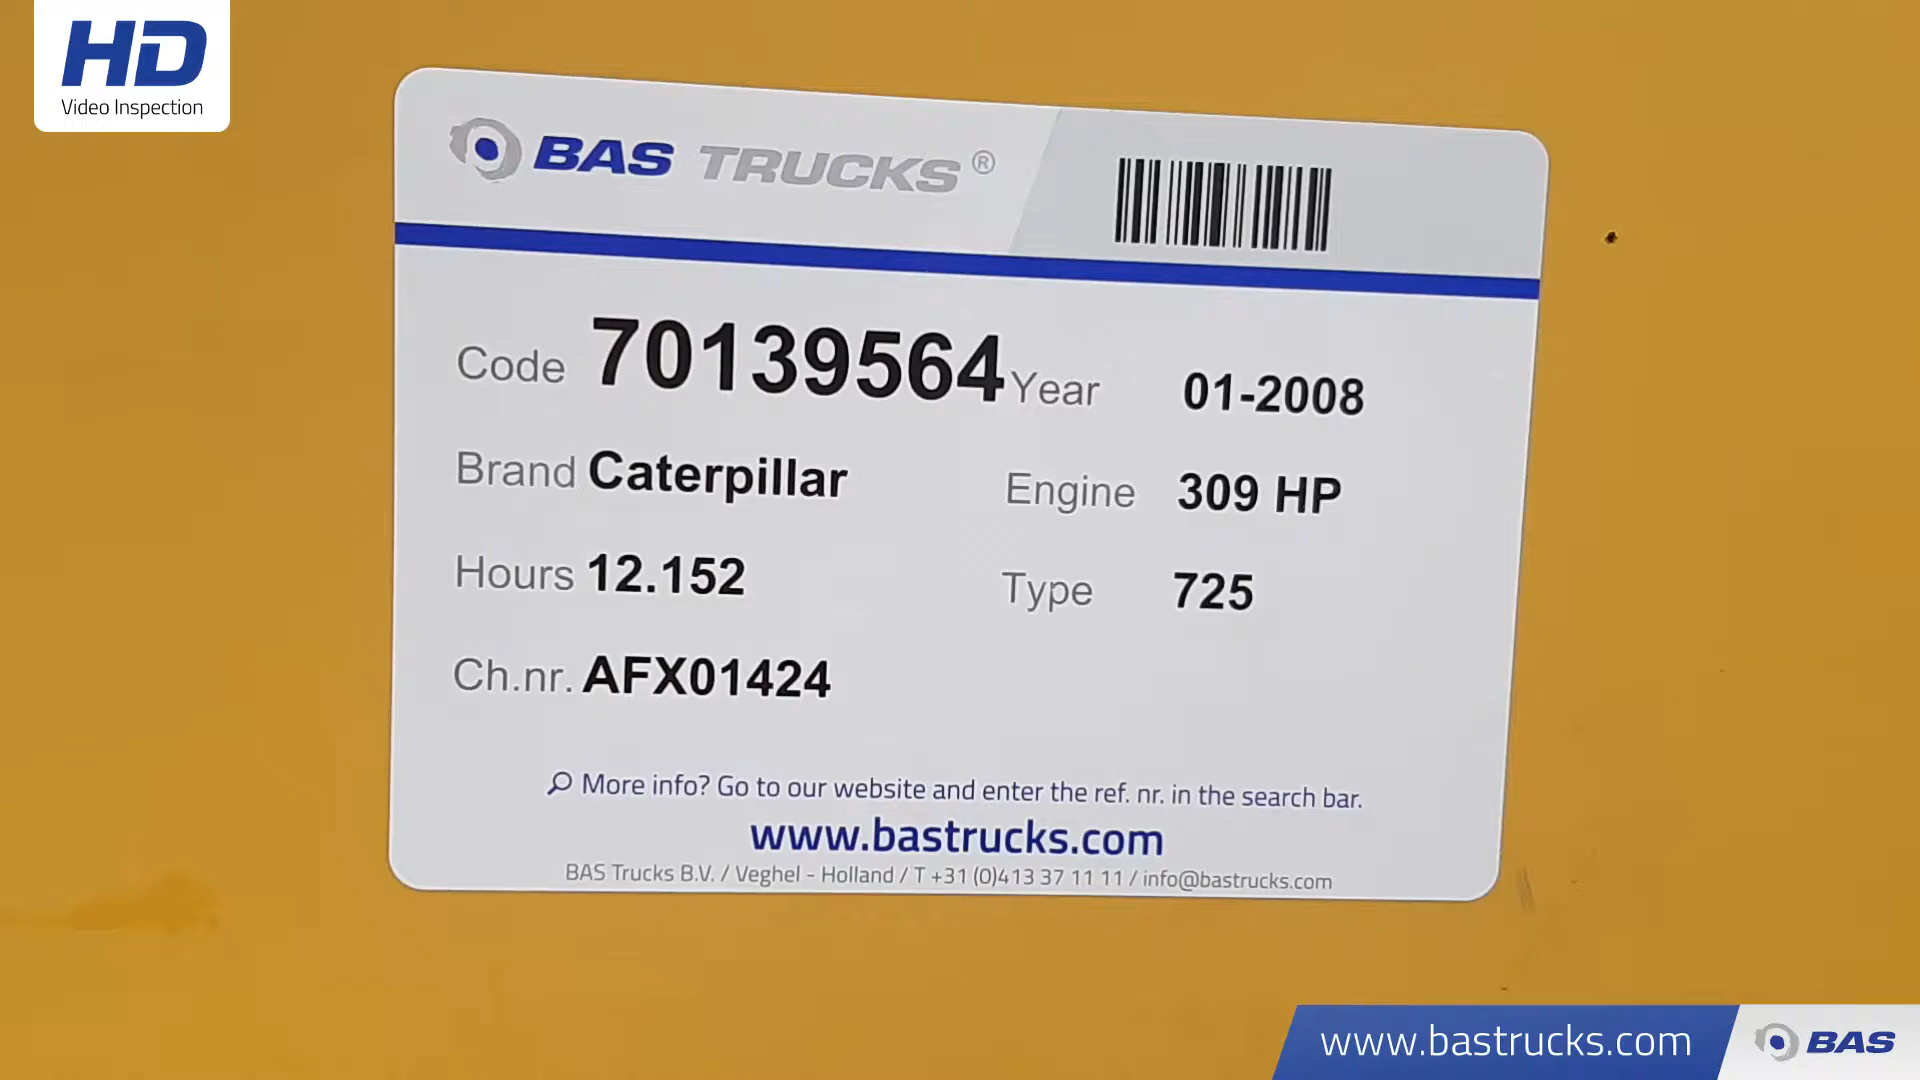 HD
Video Inspection
BAS TRUCKS®
Code 70139564 Year 01-2008
Brand Caterpillar Engine 309 HP
Hours 12.152 Type 725
Ch.nr. AFX01424
More info? Go to our website and enter the ref. nr. in the search bar.
www.bastrucks.com
BAS Trucks B.V. / Veghel - Holland / T +31 (0)413 37 11 11 / info@bastrucks.com
www.bastrucks.com BAS